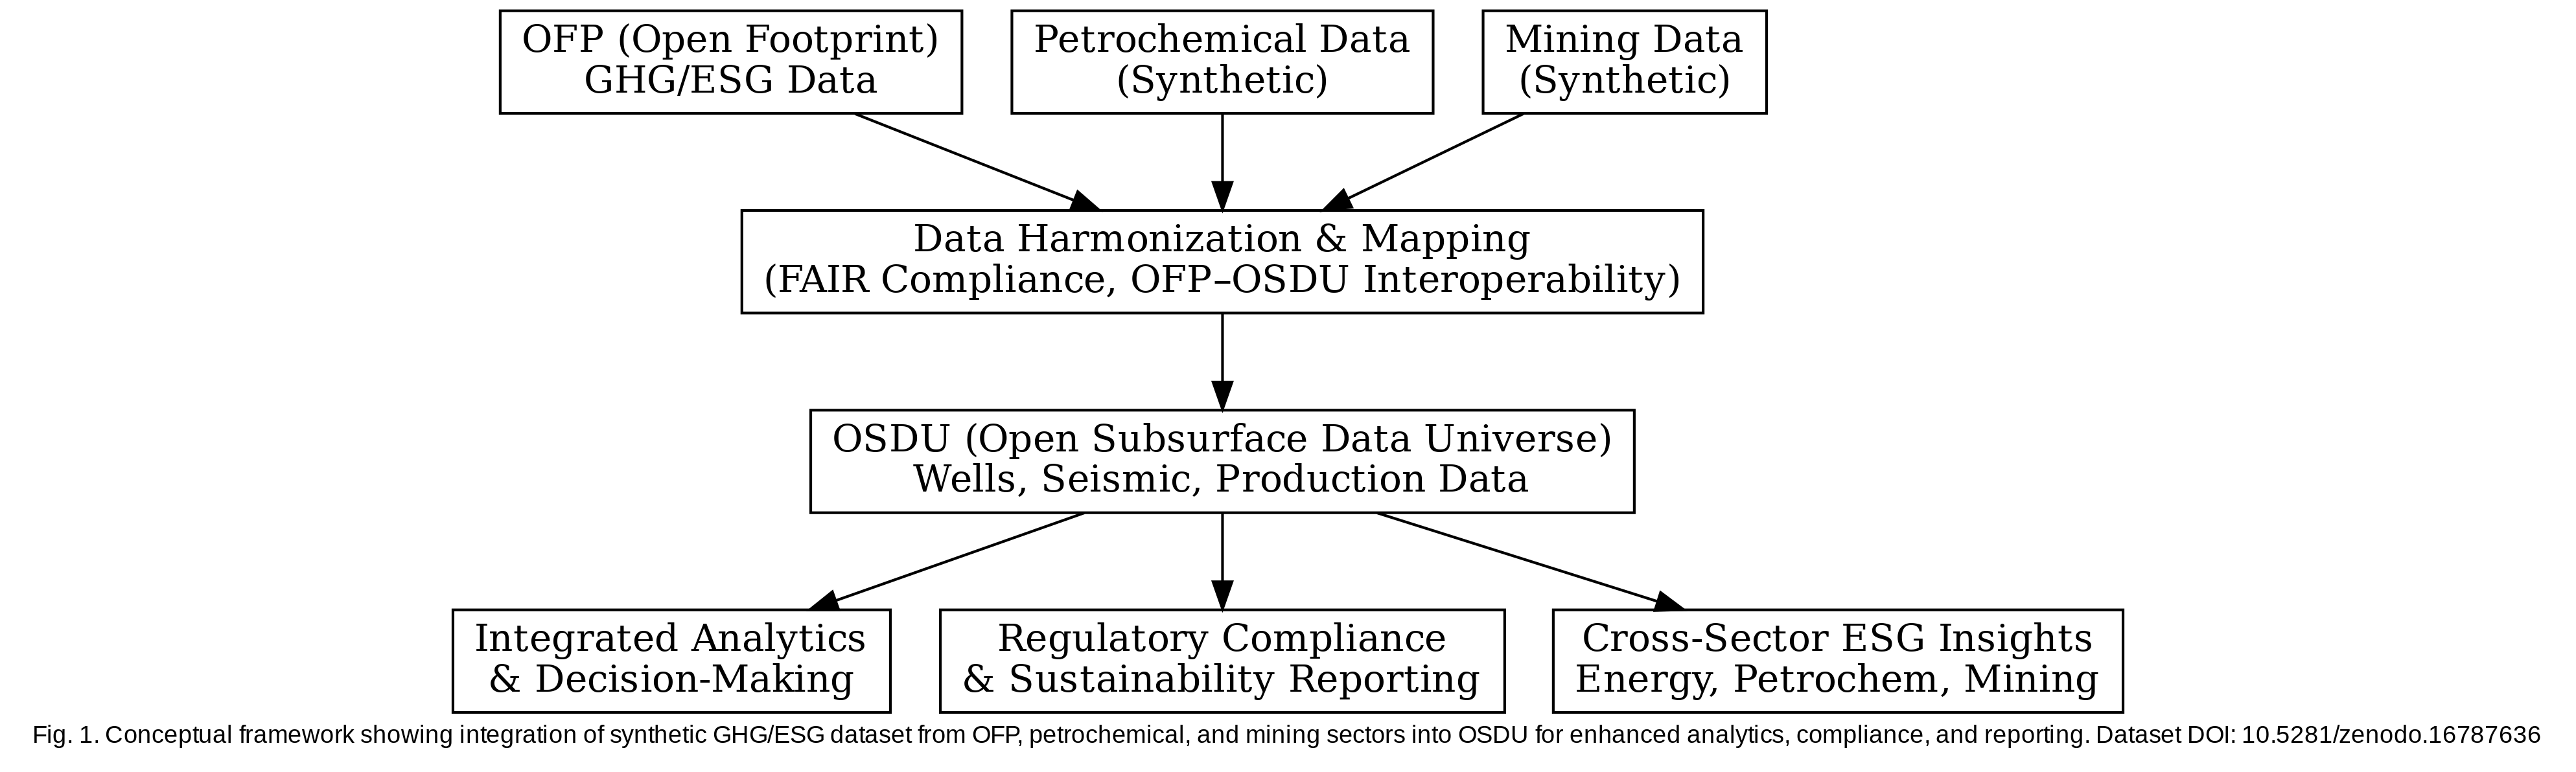 OFP (Open Footprint)
GHG/ESG Data
Petrochemical Data
(Synthetic)
Mining Data
(Synthetic)
Data Harmonization & Mapping
(FAIR Compliance, OFP–OSDU Interoperability)
OSDU (Open Subsurface Data Universe)
Wells, Seismic, Production Data
Integrated Analytics
& Decision-Making
Regulatory Compliance
& Sustainability Reporting
Cross-Sector ESG Insights
Energy, Petrochem, Mining
Fig. 1. Conceptual framework showing integration of synthetic GHG/ESG dataset from OFP, petrochemical, and mining sectors into OSDU for enhanced analytics, compliance, and reporting. Dataset DOI: 10.5281/zenodo.16787636